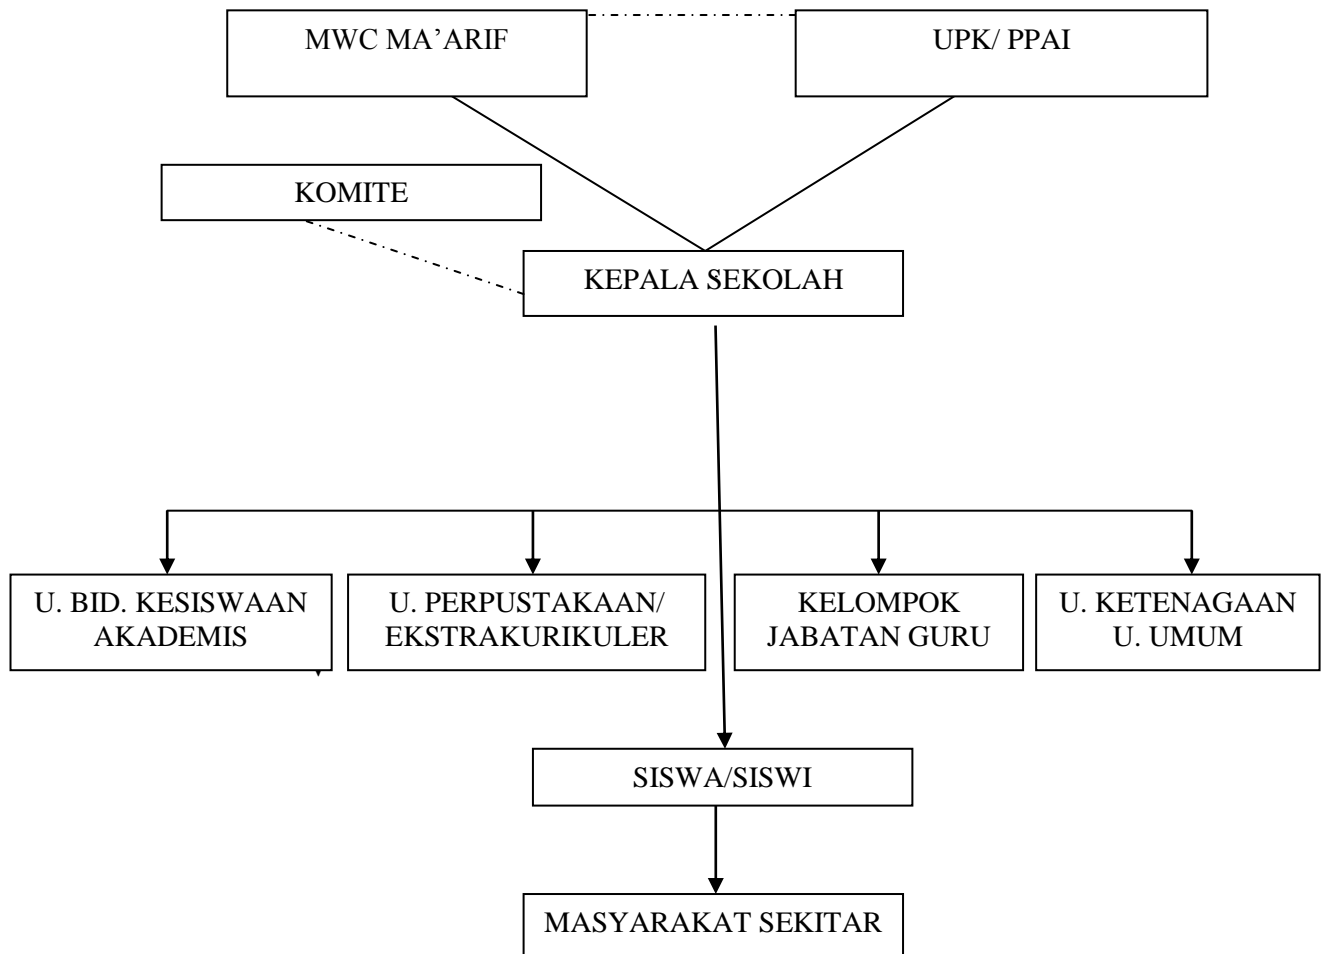 MWC MA’ARIF
UPK/ PPAI
KOMITE
KEPALA SEKOLAH
U. BID. KESISWAAN
AKADEMIS
U. PERPUSTAKAAN/
EKSTRAKURIKULER
KELOMPOK
JABATAN GURU
U. KETENAGAAN
U. UMUM
SISWA/SISWI
MASYARAKAT SEKITAR